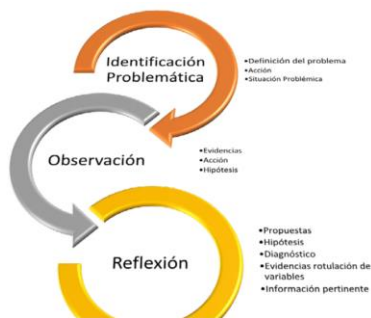 Identificación
Problemática
•Definición del problema
•Acción
•Situación Problémica
Observación
•Evidencias
•Acción
•Hipótesis
Reflexión
•Propuestas
•Hipótesis
•Diagnóstico
•Evidencias rotulación de
variables
•Información pertinente